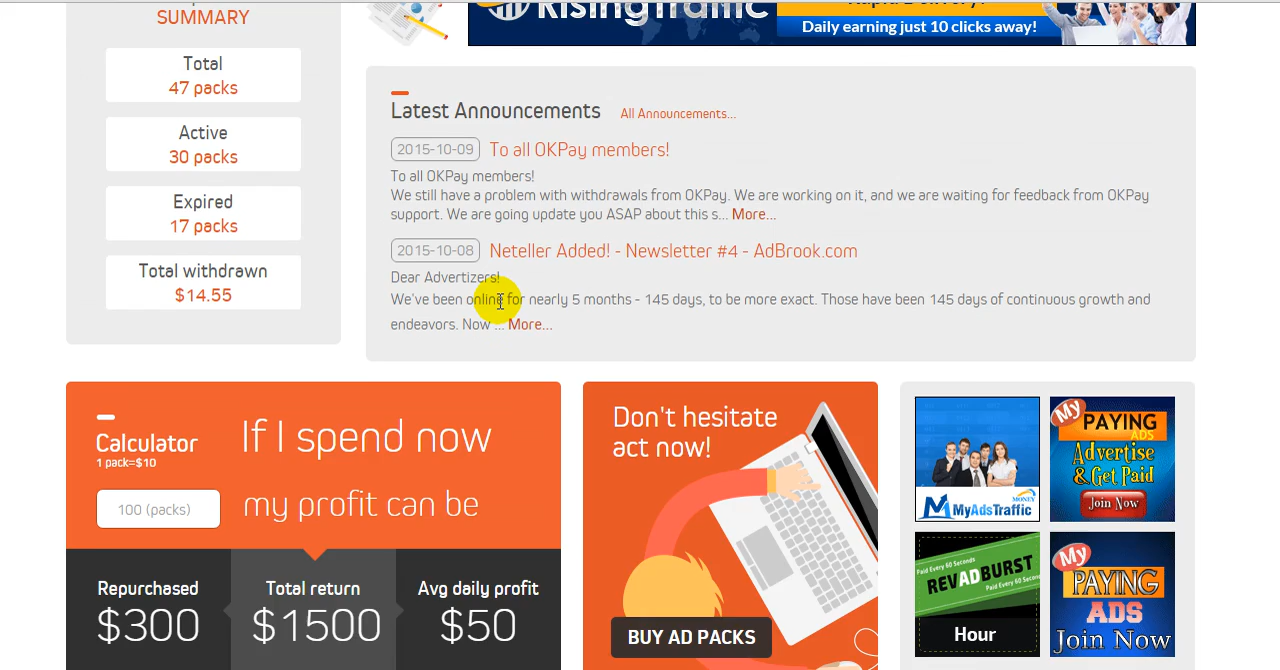 SUMMARY
Total
47 packs
Active
30 packs
Expired
17 packs
Total withdrawn
$14.55
RisingTraffic
Daily earning just 10 clicks away!
Latest Announcements All Announcements...
2015-10-09 To all OKPay members!
To all OKPay members!
We still have a problem with withdrawals from OKPay. We are working on it, and we are waiting for feedback from OKPay
support. We are going update you ASAP about this s... More...
2015-10-08 Neteller Added! - Newsletter #4 - AdBrook.com
Dear Advertizers!
We've been online for nearly 5 months - 145 days, to be more exact. Those have been 145 days of continuous growth and
endeavors. Now ... More...
Calculator
1 pack=$10
100 (packs)
If I spend now
my profit can be
Repurchased
$300
Total return
$1500
Avg daily profit
$50
Don't hesitate
act now!
BUY AD PACKS
MONEY
MyAdsTraffic
My
PAYING
ADS
Advertise
& Get Paid
Join Now
Paid Every 60 Seconds
REVADBURST
Paid Every 60 Seconds
Hour
My
PAYING
ADS
Join Now